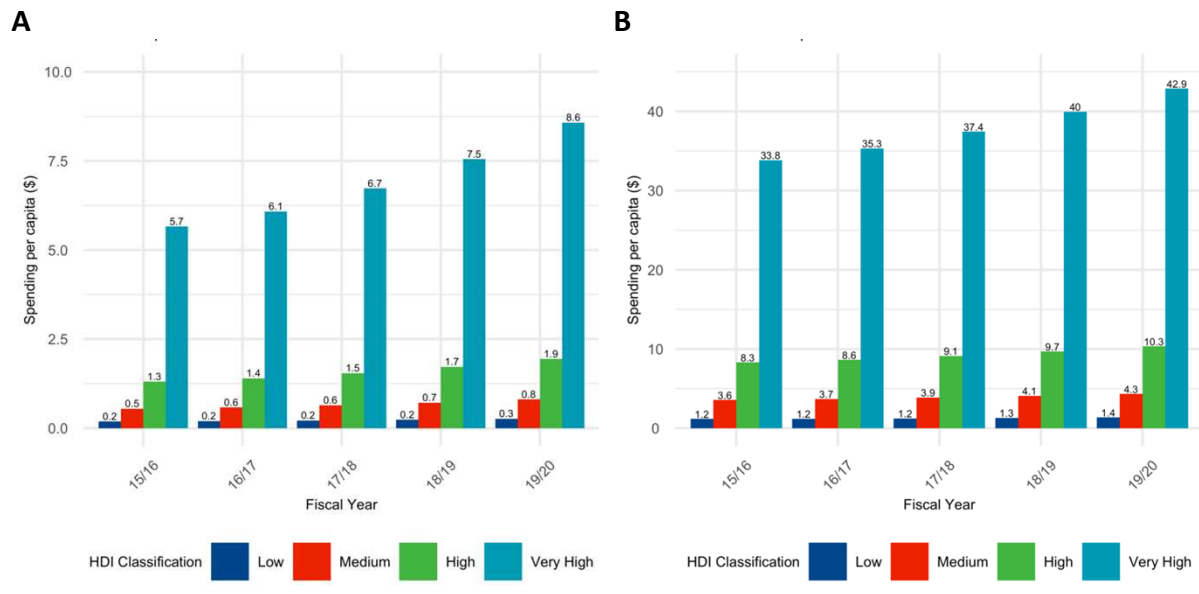 A
10.0
7.5
5.0
2.5
0.0
Spending per capita ($)
0.2 0.5 1.3 5.7
0.2 0.6 1.4 6.1
0.2 0.6 1.5 6.7
0.2 0.7 1.7 7.5
0.3 0.8 1.9 8.6
15/16 16/17 17/18 18/19 19/20
Fiscal Year
HDI Classification Low Medium High Very High
B
40
30
20
10
0
Spending per capita ($)
1.2 3.6 8.3 33.8
1.2 3.7 8.6 35.3
1.2 3.9 9.1 37.4
1.3 4.1 9.7 40
1.4 4.3 10.3 42.9
15/16 16/17 17/18 18/19 19/20
Fiscal Year
HDI Classification Low Medium High Very High